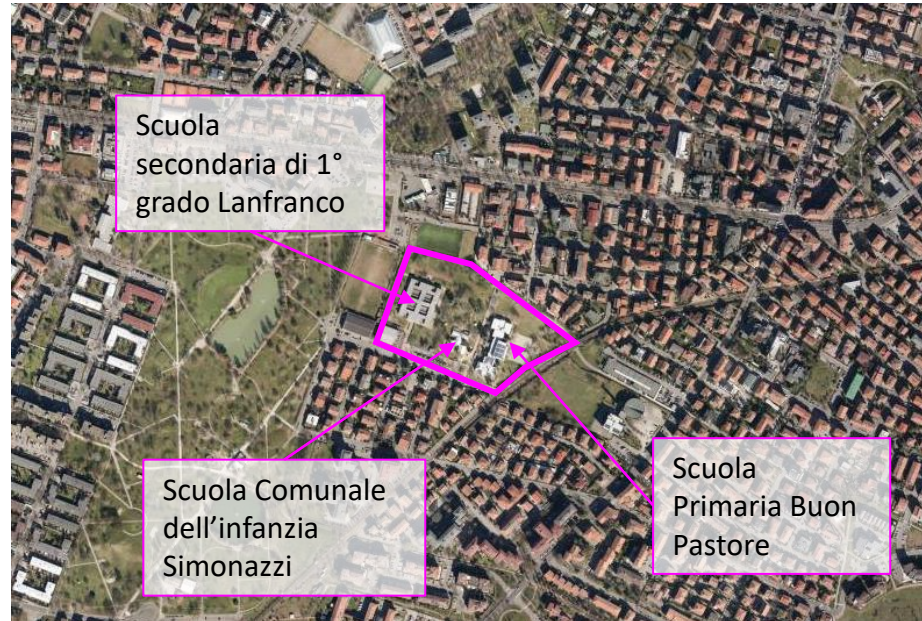 Scuola
secondaria di 1°
grado Lanfranco
Scuola Comunale
dell’infanzia
Simonazzi
Scuola
Primaria Buon
Pastore